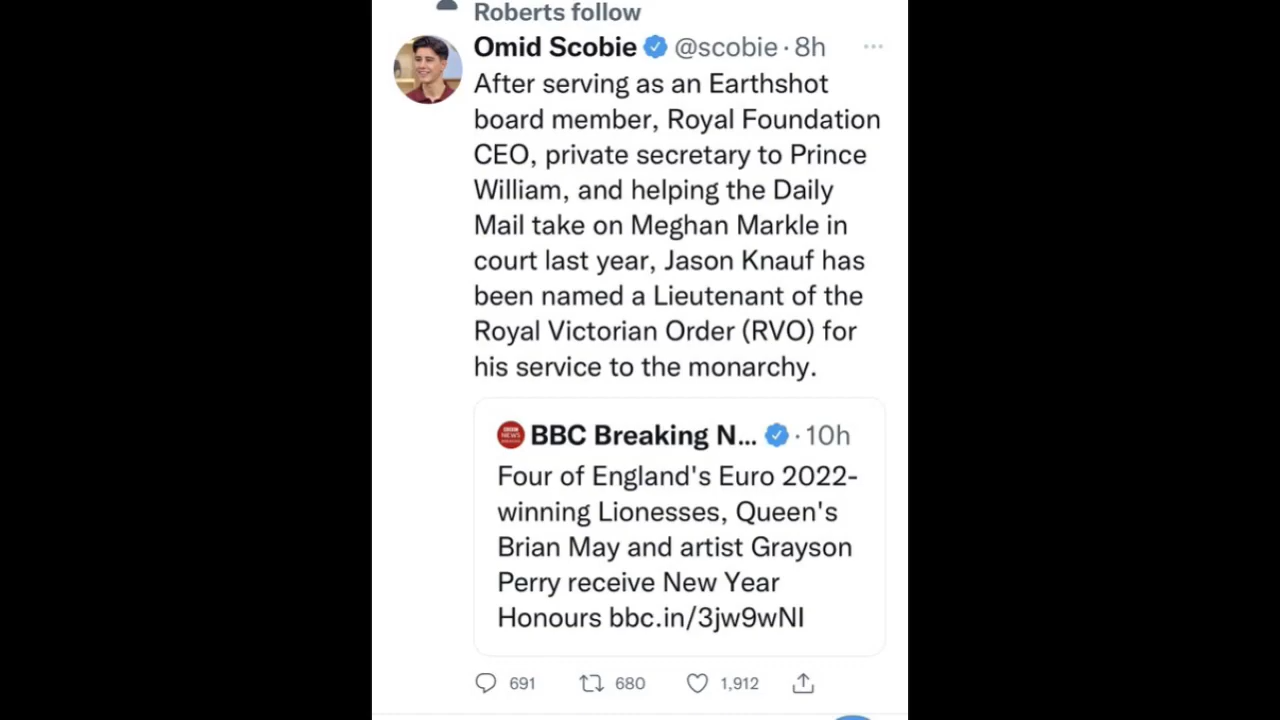 Roberts follow
Omid Scobie @scobie · 8h
After serving as an Earthshot
board member, Royal Foundation
CEO, private secretary to Prince
William, and helping the Daily
Mail take on Meghan Markle in
court last year, Jason Knauf has
been named a Lieutenant of the
Royal Victorian Order (RVO) for
his service to the monarchy.
BBC Breaking N... · 10h
Four of England's Euro 2022-
winning Lionesses, Queen's
Brian May and artist Grayson
Perry receive New Year
Honours bbc.in/3jw9wNI
691 680 1,912